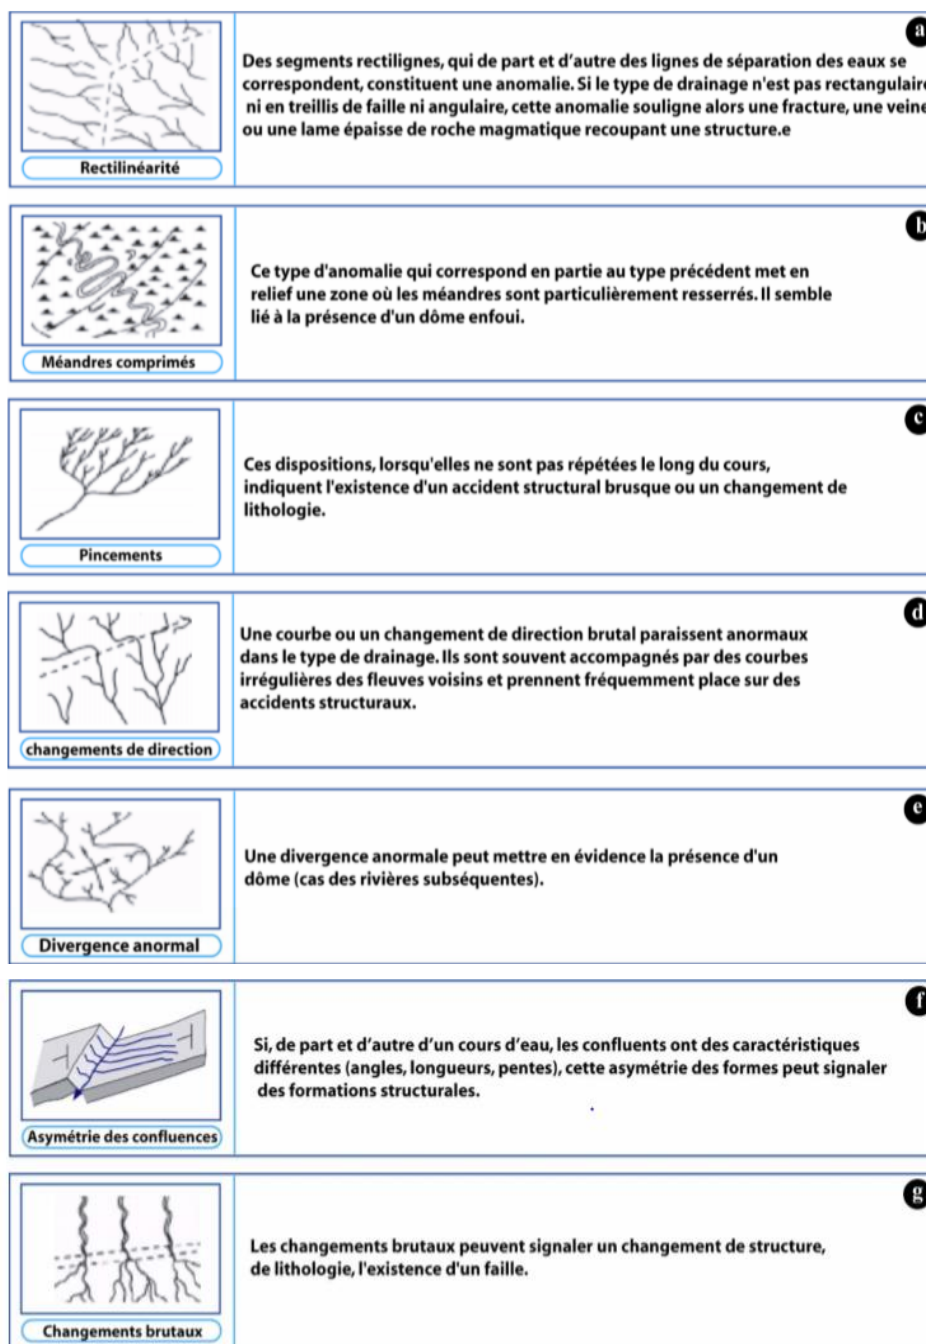 a
Des segments rectilignes, qui de part et d'autre des lignes de séparation des eaux se
correspondent, constituent une anomalie. Si le type de drainage n'est pas rectangulaire
ni en treillis de faille ni angulaire, cette anomalie souligne alors une fracture, une veine
ou une lame épaisse de roche magmatique recoupant une structure.e
Rectilinéarité
b
Ce type d'anomalie qui correspond en partie au type précédent met en
relief une zone où les méandres sont particulièrement resserrés. Il semble
lié à la présence d'un dôme enfoui.
Méandres comprimés
c
Ces dispositions, lorsqu'elles ne sont pas répétées le long du cours,
indiquent l'existence d'un accident structural brusque ou un changement de
lithologie.
Pincements
d
Une courbe ou un changement de direction brutal paraissent anormaux
dans le type de drainage. Ils sont souvent accompagnés par des courbes
irrégulières des fleuves voisins et prennent fréquemment place sur des
accidents structuraux.
changements de direction
e
Une divergence anormale peut mettre en évidence la présence d'un
dôme (cas des rivières subséquentes).
Divergence anormal
f
Si, de part et d'autre d'un cours d'eau, les confluents ont des caractéristiques
différentes (angles, longueurs, pentes), cette asymétrie des formes peut signaler
des formations structurales.
Asymétrie des confluences
g
Les changements brutaux peuvent signaler un changement de structure,
de lithologie, l'existence d'un faille.
Changements brutaux